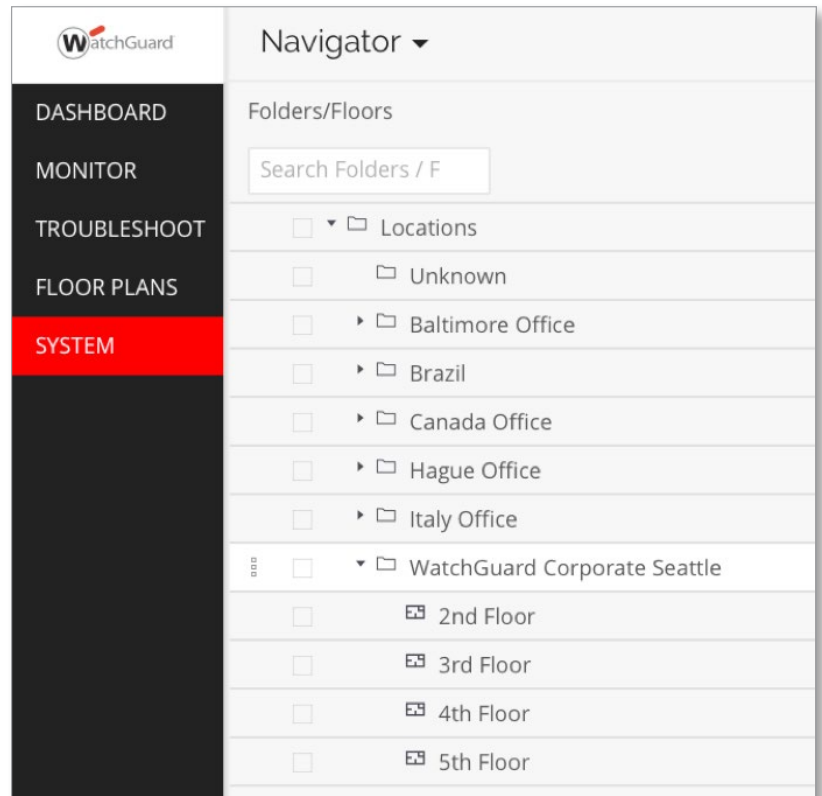 WatchGuard
Navigator
DASHBOARD
MONITOR
TROUBLESHOOT
FLOOR PLANS
SYSTEM
Folders/Floors
Search Folders / F
Locations
Unknown
Baltimore Office
Brazil
Canada Office
Hague Office
Italy Office
WatchGuard Corporate Seattle
2nd Floor
3rd Floor
4th Floor
5th Floor